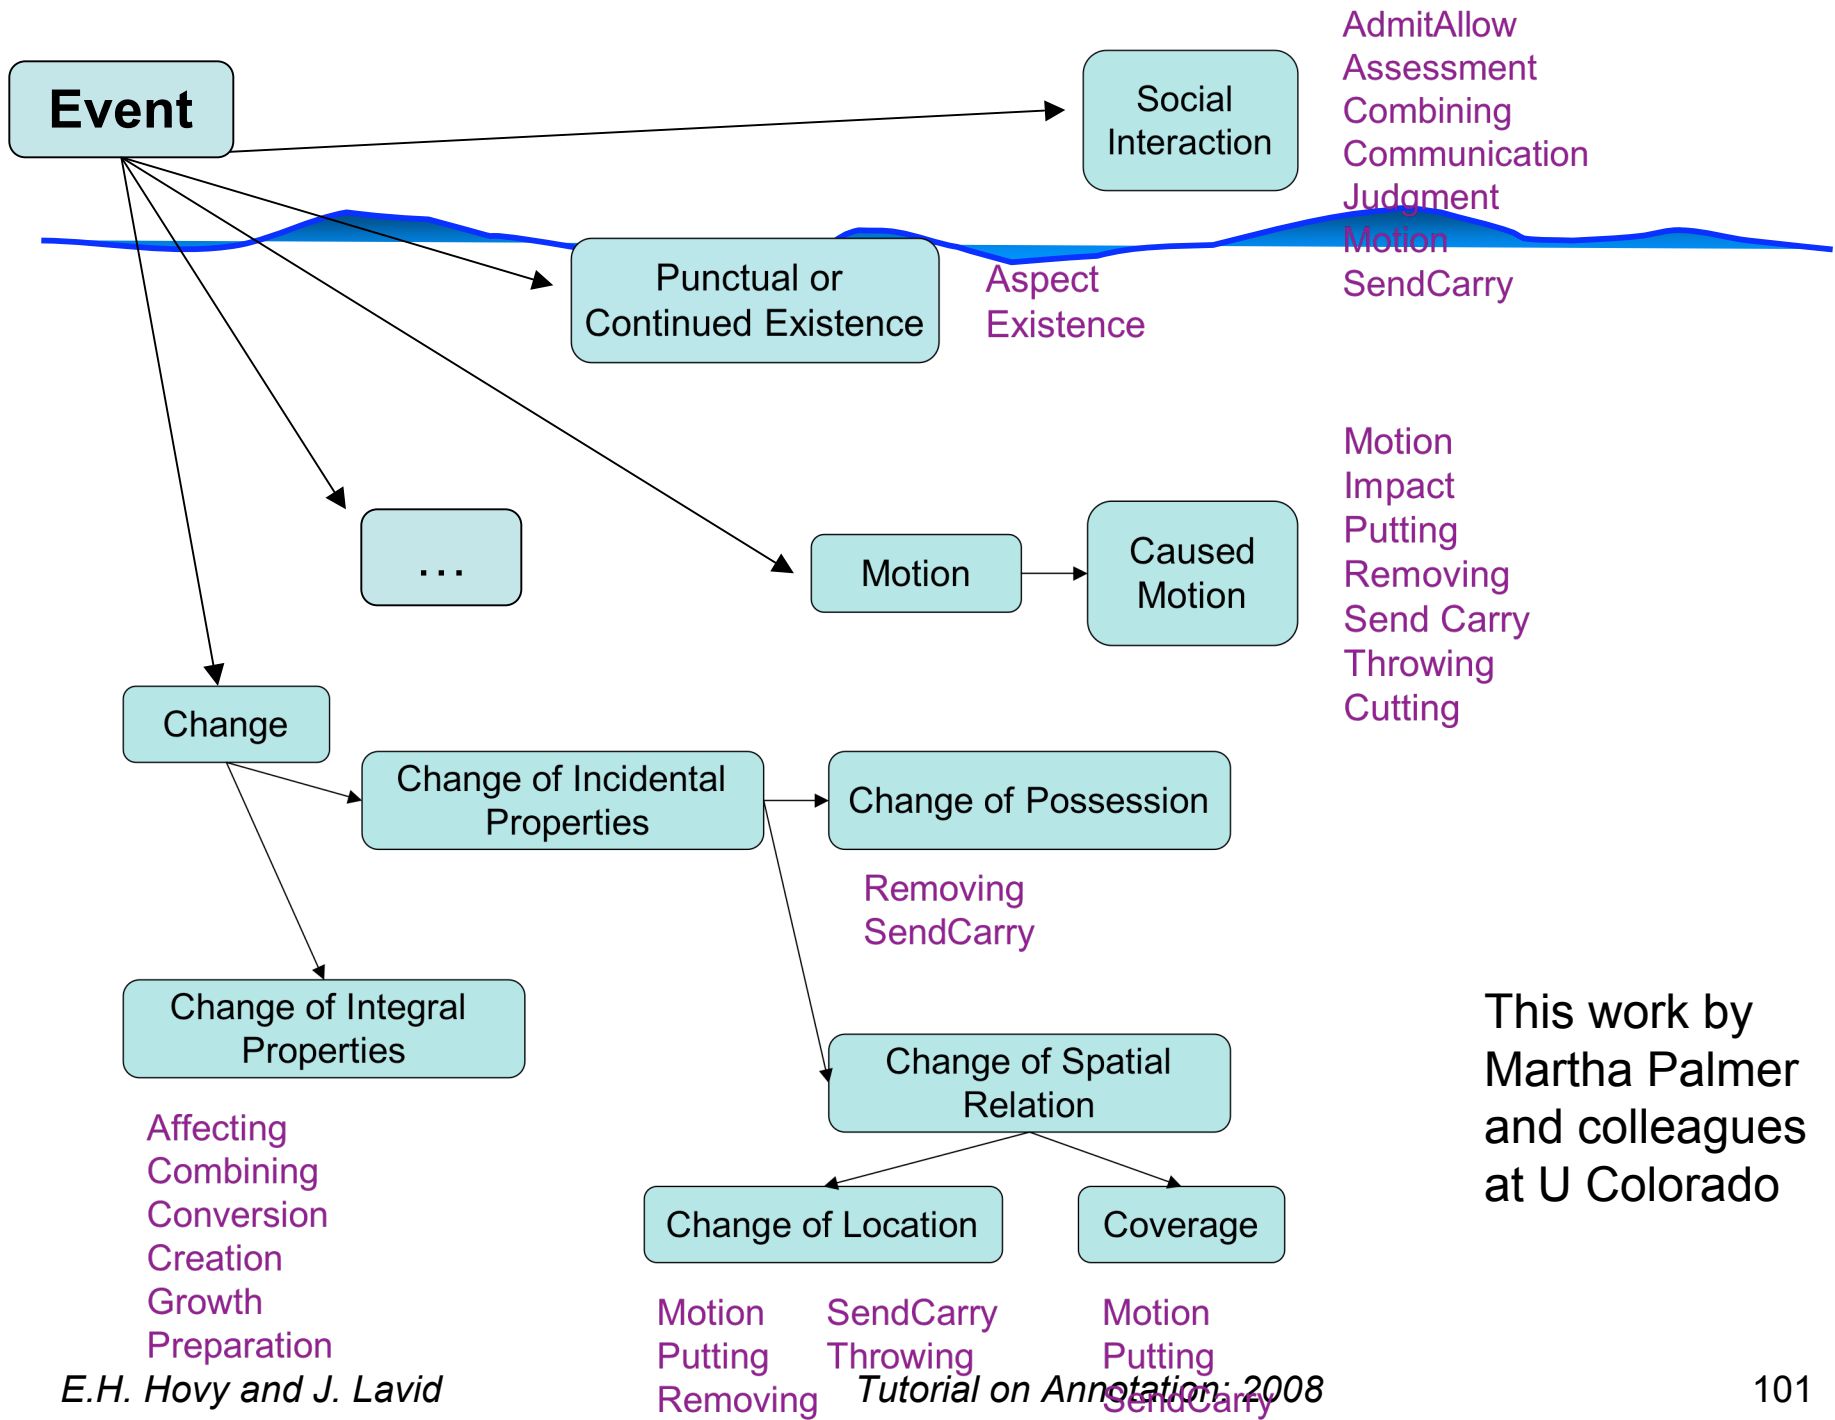 Event
Social
Interaction
AdmitAllow
Assessment
Combining
Communication
Judgment
Motion
SendCarry
Punctual or
Continued Existence
Aspect
Existence
...
Motion
Caused
Motion
Motion
Impact
Putting
Removing
Send Carry
Throwing
Cutting
Change
Change of Incidental
Properties
Change of Possession
Removing
SendCarry
Change of Integral
Properties
Affecting
Combining
Conversion
Creation
Growth
Preparation
Change of Spatial
Relation
Change of Location
Coverage
Motion SendCarry
Putting Throwing
Removing
Motion
Putting
SendCarry
This work by
Martha Palmer
and colleagues
at U Colorado
E.H. Hovy and J. Lavid
Tutorial on Annotation: 2008
101